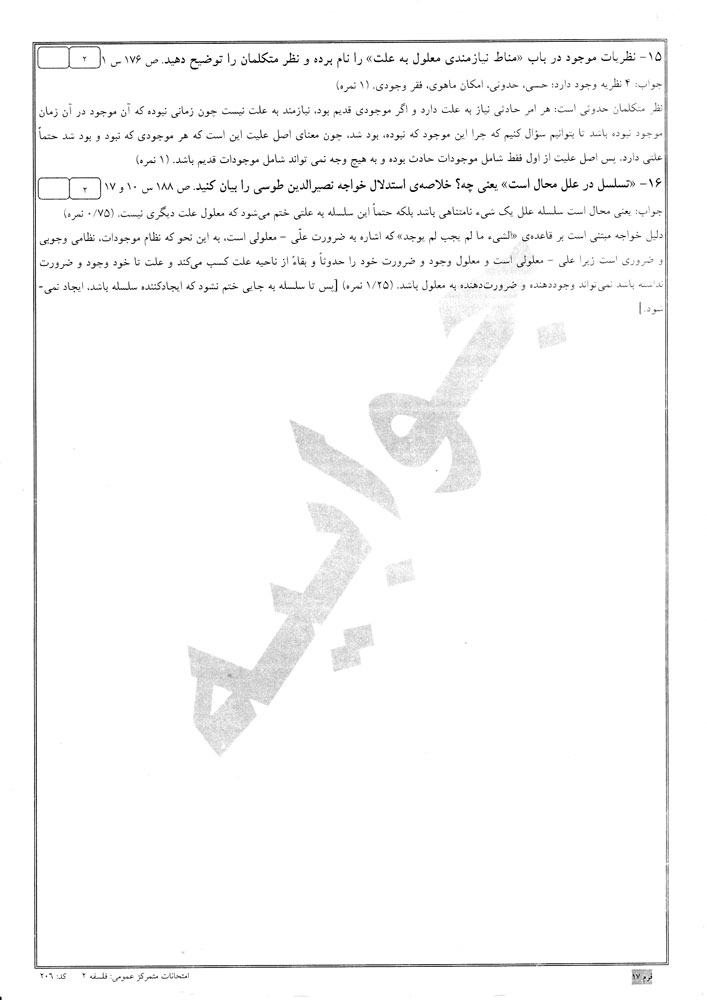 ۱۵- نظریات موجود در باب «مناط نیازمندی معلول به علت» را نام برده و نظر متکلمان را توضیح دهید. ص ۱۷۶ س ۱ ۲
جواب: ۴ نظریه وجود دارد: حسی، حدوثی، امکان ماهوی، فقر وجودی. (۱ نمره)
نظر متکلمان حدوثی است: هر امر حادثی نیاز به علت دارد و اگر موجودی قدیم بود، نیازمند به علت نیست چون زمانی نبوده که آن موجود در آن زمان
موجود نبوده باشد تا بتوانیم سؤال کنیم که چرا این موجود که نبوده، بود شد، چون معنای اصل علیت این است که هر موجودی که نبود و بود شد حتماً
علتی دارد. پس اصل علیت از اول فقط شامل موجودات حادث بوده و به هیچ وجه نمی تواند شامل موجودات قدیم باشد. (۱ نمره)
۱۶- «تسلسل در علل محال است» یعنی چه؟ خلاصه‌ی استدلال خواجه نصیرالدین طوسی را بیان کنید. ص ۱۸۸ س ۱۰ و ۱۷ ۲
جواب: یعنی محال است سلسله علل یک شیء نامتناهی باشد بلکه حتماً این سلسله به علتی ختم می‌شود که معلول علت دیگری نیست. (۰/۷۵ نمره)
دلیل خواجه مبتنی است بر قاعده‌ی «الشیء ما لم یجب لم یوجد» که اشاره به ضرورت علّی - معلولی است، به این نحو که نظام موجودات، نظامی وجوبی
و ضروری است زیرا علی - معلولی است و معلول وجود و ضرورت خود را حدوثاً و بقاءً از ناحیه علت کسب می‌کند و علت تا خود وجود و ضرورت
نداشته باشد نمی‌تواند وجوددهنده و ضرورت‌دهنده به معلول باشد. (۱/۲۵ نمره) [پس تا سلسله به جایی ختم نشود که ایجادکننده سلسله باشد، ایجاد نمی-
شود.]
جوابیه
فرم ۱۷ امتحانات متمرکز عمومی: فلسفه ۲ کد: ۲۰۶